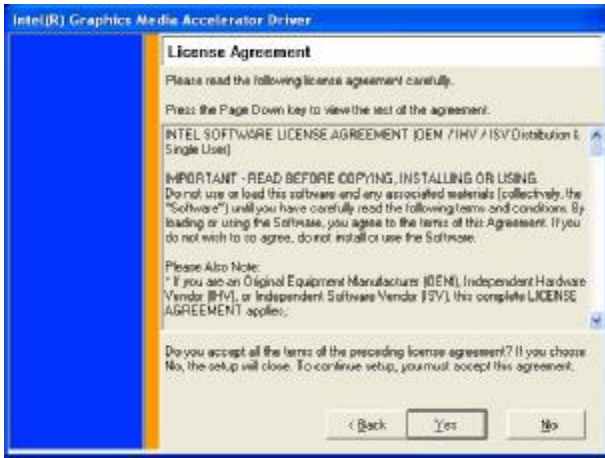 Intel(R) Graphics Media Accelerator Driver
License Agreement
Please read the following license agreement carefully.
Press the Page Down key to view the rest of the agreement.
INTEL SOFTWARE LICENSE AGREEMENT (OEM / IHV / ISV Distribution &
Single User)
IMPORTANT - READ BEFORE COPYING, INSTALLING OR USING.
Do not use or load this software and any associated materials (collectively, the
"Software") until you have carefully read the following terms and conditions. By
loading or using the Software, you agree to the terms of this Agreement. If you
do not wish to so agree, do not install or use the Software.
Please Also Note:
* If you are an Original Equipment Manufacturer (OEM), Independent Hardware
Vendor (IHV), or Independent Software Vendor (ISV), this complete LICENSE
AGREEMENT applies;
Do you accept all the terms of the preceding license agreement? If you choose
No, the setup will close. To continue setup, you must accept this agreement.
< Back Yes No